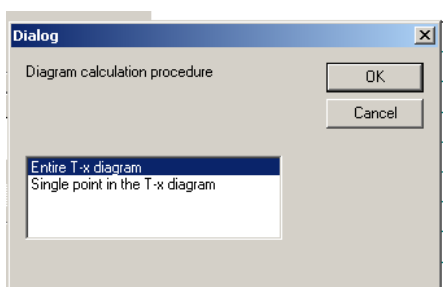 Dialog
Diagram calculation procedure
OK
Cancel
Entire T-x diagram
Single point in the T-x diagram